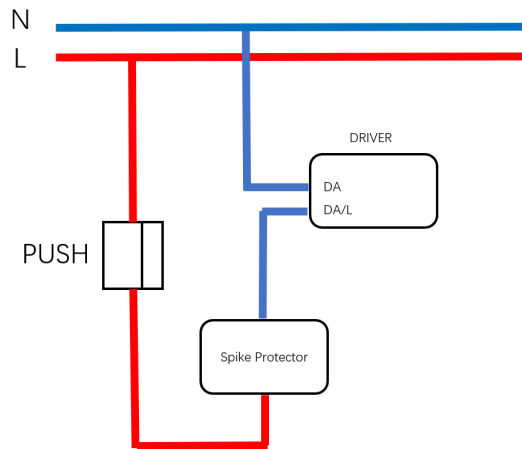 N
L
DRIVER
DA
DA/L
PUSH
Spike Protector